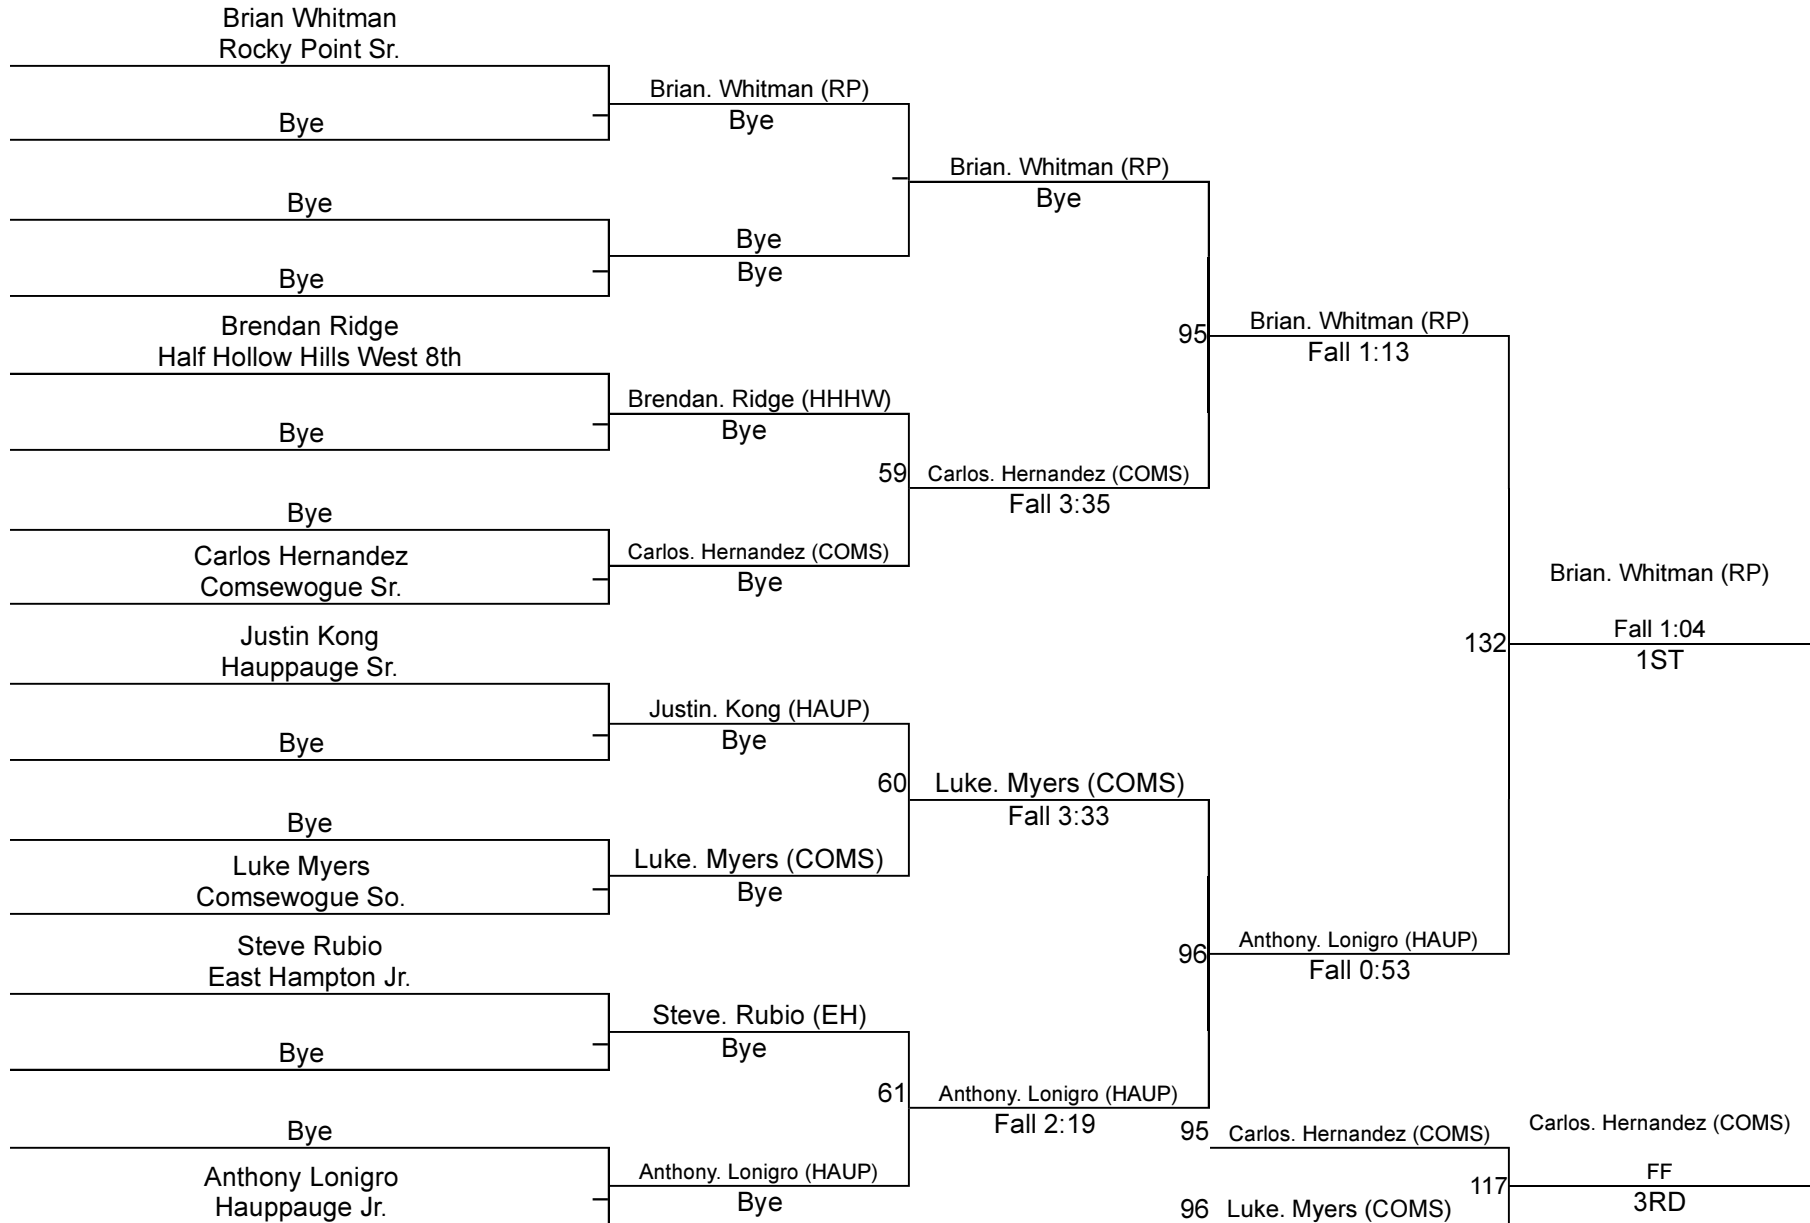 Brian Whitman
Rocky Point Sr.
Bye
Bye
Bye
Brendan Ridge
Half Hollow Hills West 8th
Bye
Bye
Carlos Hernandez
Comsewogue Sr.
Justin Kong
Hauppauge Sr.
Bye
Bye
Luke Myers
Comsewogue So.
Steve Rubio
East Hampton Jr.
Bye
Bye
Anthony Lonigro
Hauppauge Jr.
Brian. Whitman (RP)
Bye
Bye
Bye
Brendan. Ridge (HHHW)
Bye
59
Carlos. Hernandez (COMS)
Bye
Justin. Kong (HAUP)
Bye
60
Luke. Myers (COMS)
Bye
Steve. Rubio (EH)
Bye
61
Anthony. Lonigro (HAUP)
Bye
Brian. Whitman (RP)
Bye
95
Carlos. Hernandez (COMS)
Fall 3:35
Luke. Myers (COMS)
Fall 3:33
96
Anthony. Lonigro (HAUP)
Fall 2:19
Brian. Whitman (RP)
Fall 1:13
132
Anthony. Lonigro (HAUP)
Fall 0:53
Brian. Whitman (RP)
Fall 1:04
1ST
95 Carlos. Hernandez (COMS)
117
96 Luke. Myers (COMS)
Carlos. Hernandez (COMS)
FF
3RD